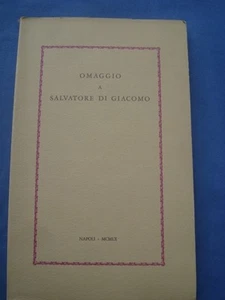 OMAGGIO
A
SALVATORE DI GIACOMO
NAPOLI - MCMLX